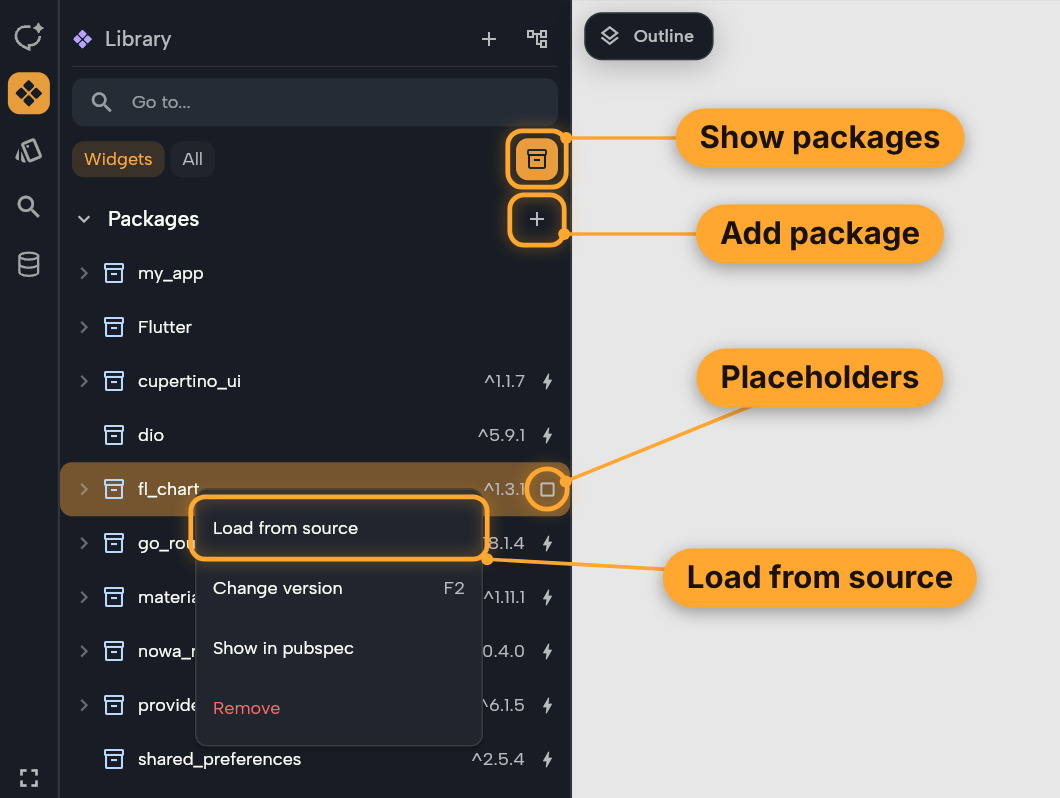 Library
Outline
Go to...
Show packages
Widgets
All
Packages
Add package
my_app
Flutter
cupertino_ui
^1.1.7
Placeholders
dio
^5.9.1
fl_chart
^1.3.1
Load from source
go_rou
8.1.4
Load from source
Change version
F2
materia
^1.11.1
Show in pubspec
nowa_r
0.4.0
Remove
provide
^6.1.5
shared_preferences
^2.5.4